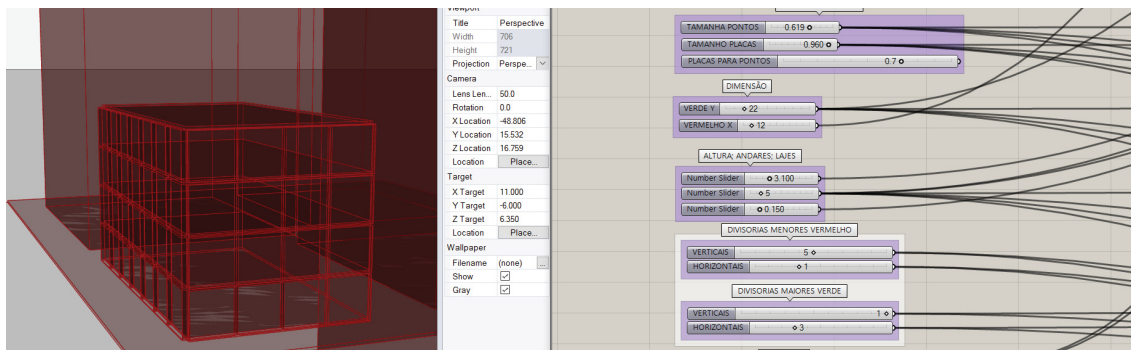 Viewport
Title Perspective
Width 706
Height 721
Projection Perspe...
Camera
Lens Len... 50.0
Rotation 0.0
X Location -48.806
Y Location 15.532
Z Location 16.759
Location Place...
Target
X Target 11.000
Y Target -6.000
Z Target 6.350
Location Place...
Wallpaper
Filename (none) ...
Show
Gray
TAMANHA PONTOS 0.619
TAMANHO PLACAS 0.960
PLACAS PARA PONTOS 0.7
DIMENSÃO
VERDE Y 22
VERMELHO X 12
ALTURA; ANDARES; LAJES
Number Slider 3.100
Number Slider 5
Number Slider 0.150
DIVISORIAS MENORES VERMELHO
VERTICAIS 5
HORIZONTAIS 1
DIVISORIAS MAIORES VERDE
VERTICAIS 1
HORIZONTAIS 3